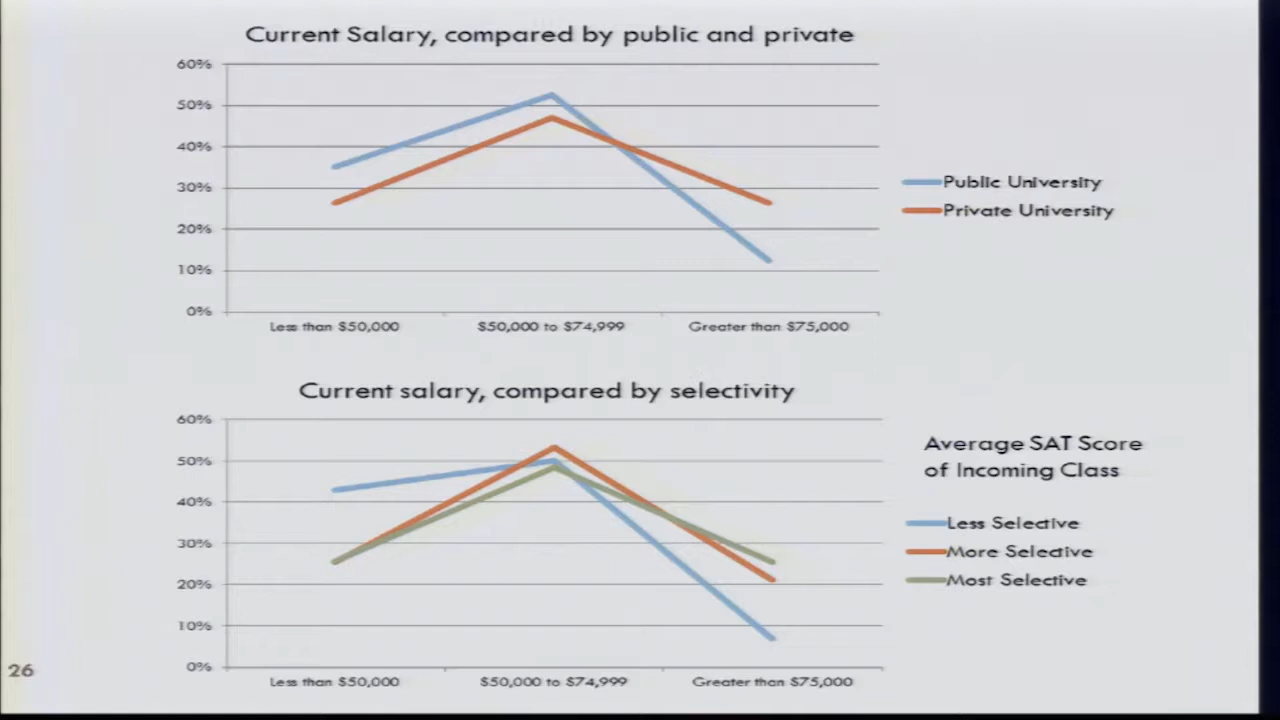 Current Salary, compared by public and private
60%
50%
40%
30%
20%
10%
0%
Less than $50,000
$50,000 to $74,999
Greater than $75,000
Public University
Private University
Current salary, compared by selectivity
60%
50%
40%
30%
20%
10%
0%
Less than $50,000
$50,000 to $74,999
Greater than $75,000
Average SAT Score
of Incoming Class
Less Selective
More Selective
Most Selective
26